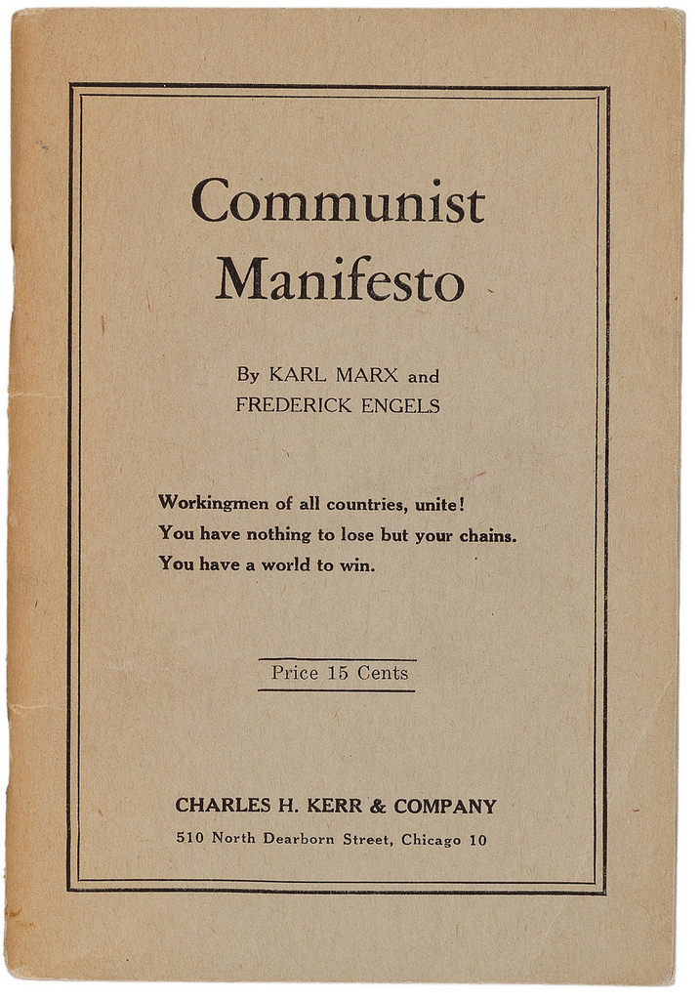 Communist
Manifesto
By KARL MARX and
FREDERICK ENGELS
Workingmen of all countries, unite!
You have nothing to lose but your chains.
You have a world to win.
Price 15 Cents
CHARLES H. KERR & COMPANY
510 North Dearborn Street, Chicago 10